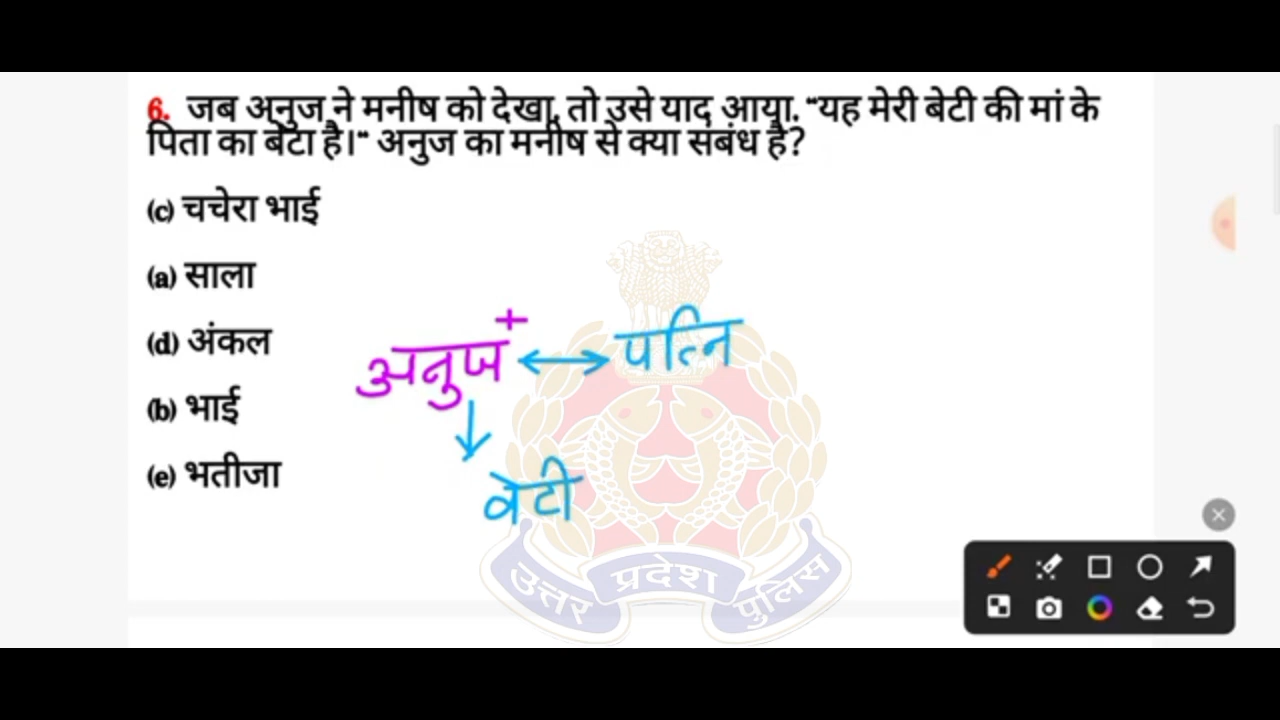 6. जब अनुज ने मनीष को देखा, तो उसे याद आया. "यह मेरी बेटी की मां के
पिता का बेटा है।" अनुज का मनीष से क्या संबंध है?
(c) चचेरा भाई
(a) साला
(d) अंकल
(b) भाई
(e) भतीजा
अनुज + पत्नि
बेटी
उत्तर प्रदेश पुलिस